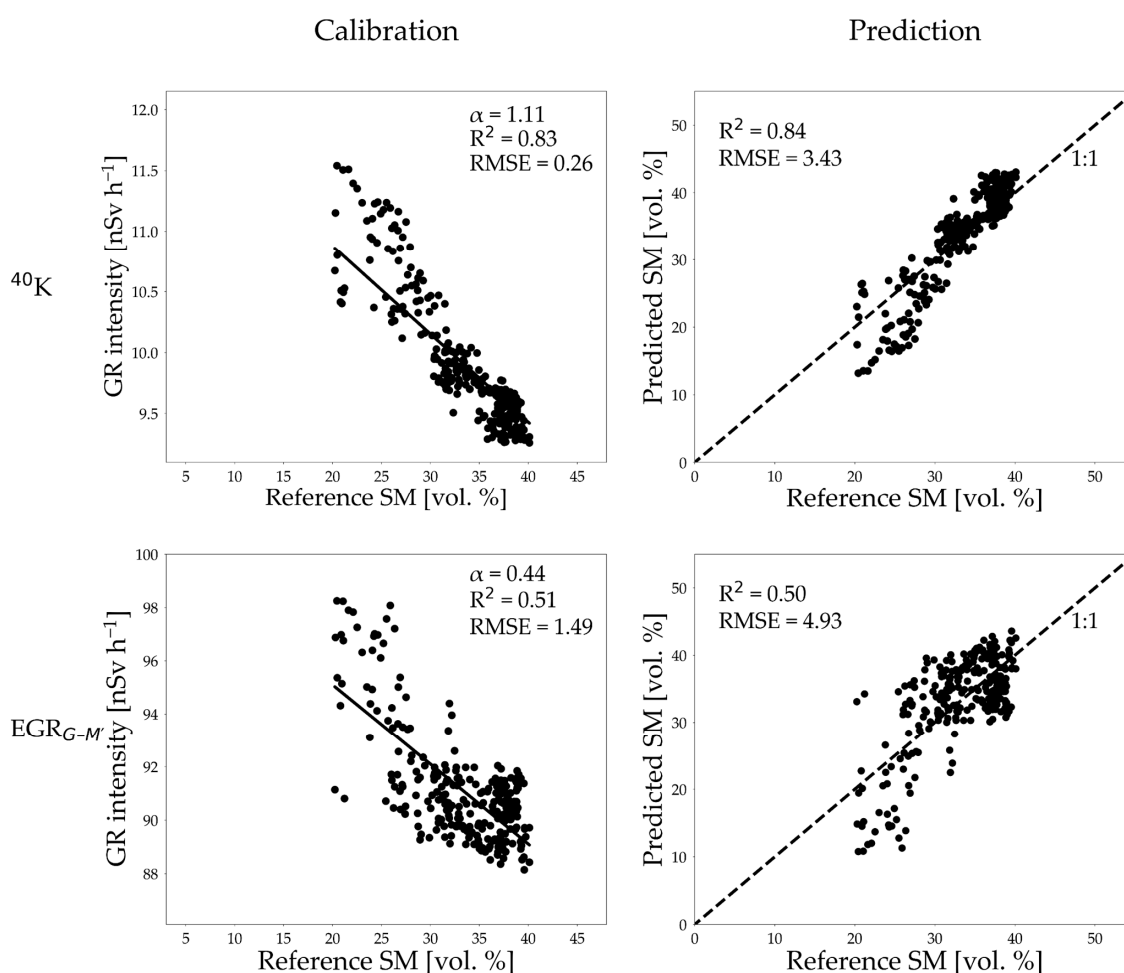 Calibration
Prediction
⁴⁰K
GR intensity [nSv h⁻¹]
12.0
11.5
11.0
10.5
10.0
9.5
α = 1.11
R² = 0.83
RMSE = 0.26
5 10 15 20 25 30 35 40 45
Reference SM [vol. %]
Predicted SM [vol. %]
50
40
30
20
10
0
R² = 0.84
RMSE = 3.43
1:1
0 10 20 30 40 50
Reference SM [vol. %]
EGR_G–M′
GR intensity [nSv h⁻¹]
100
98
96
94
92
90
88
α = 0.44
R² = 0.51
RMSE = 1.49
5 10 15 20 25 30 35 40 45
Reference SM [vol. %]
Predicted SM [vol. %]
50
40
30
20
10
0
R² = 0.50
RMSE = 4.93
1:1
0 10 20 30 40 50
Reference SM [vol. %]